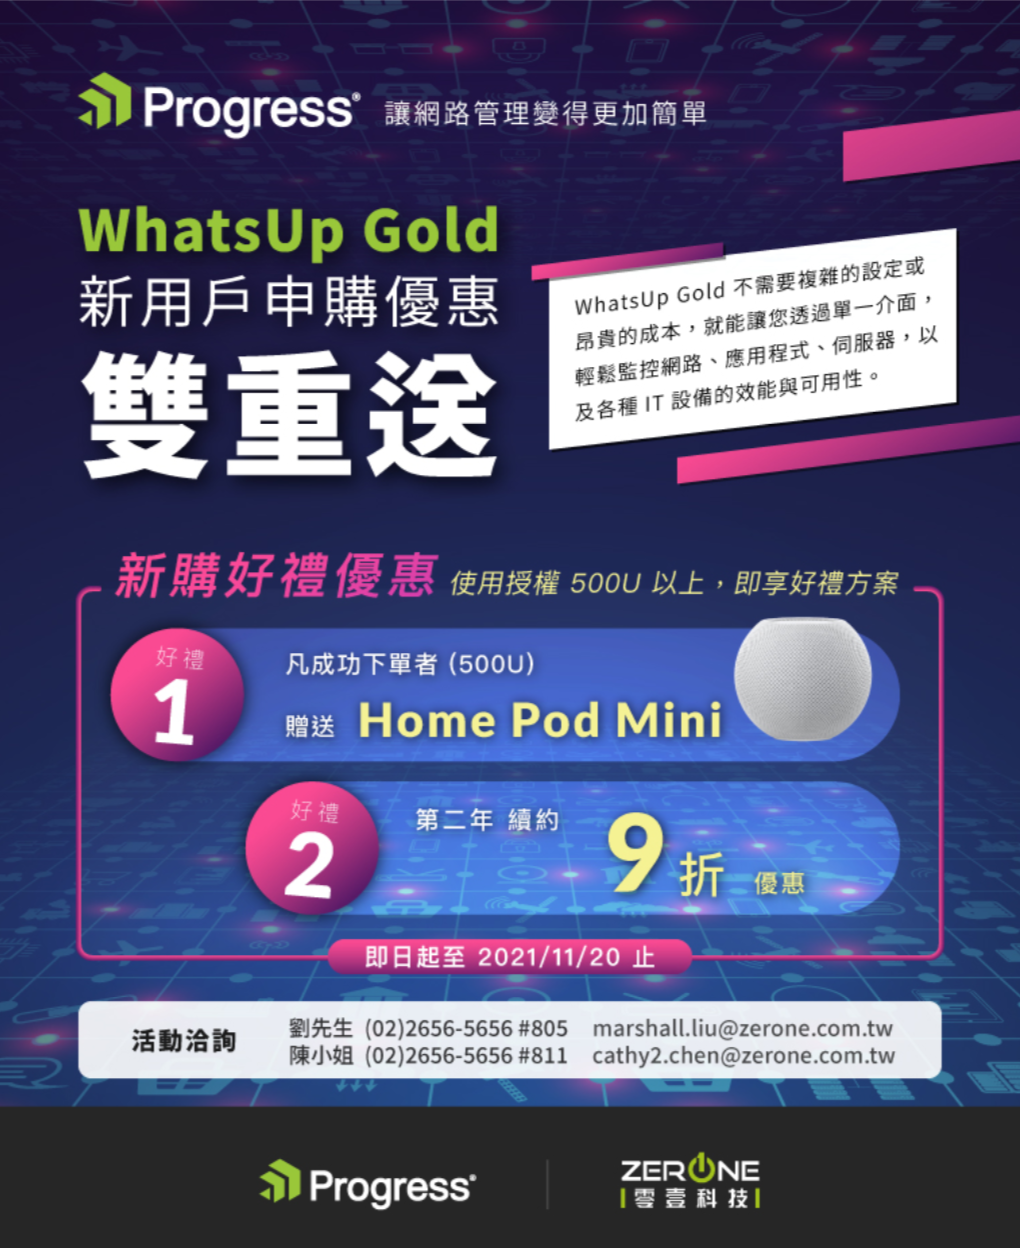 Progress® 讓網路管理變得更加簡單
WhatsUp Gold
新用戶申購優惠
雙重送
WhatsUp Gold 不需要複雜的設定或
昂貴的成本，就能讓您透過單一介面，
輕鬆監控網路、應用程式、伺服器，以
及各種 IT 設備的效能與可用性。
新購好禮優惠 使用授權 500U 以上，即享好禮方案
好禮
1
凡成功下單者 (500U)
贈送 Home Pod Mini
好禮
2
第二年 續約 9 折 優惠
即日起至 2021/11/20 止
活動洽詢
劉先生 (02)2656-5656 #805 marshall.liu@zerone.com.tw
陳小姐 (02)2656-5656 #811 cathy2.chen@zerone.com.tw
Progress®
ZERONE
零壹科技